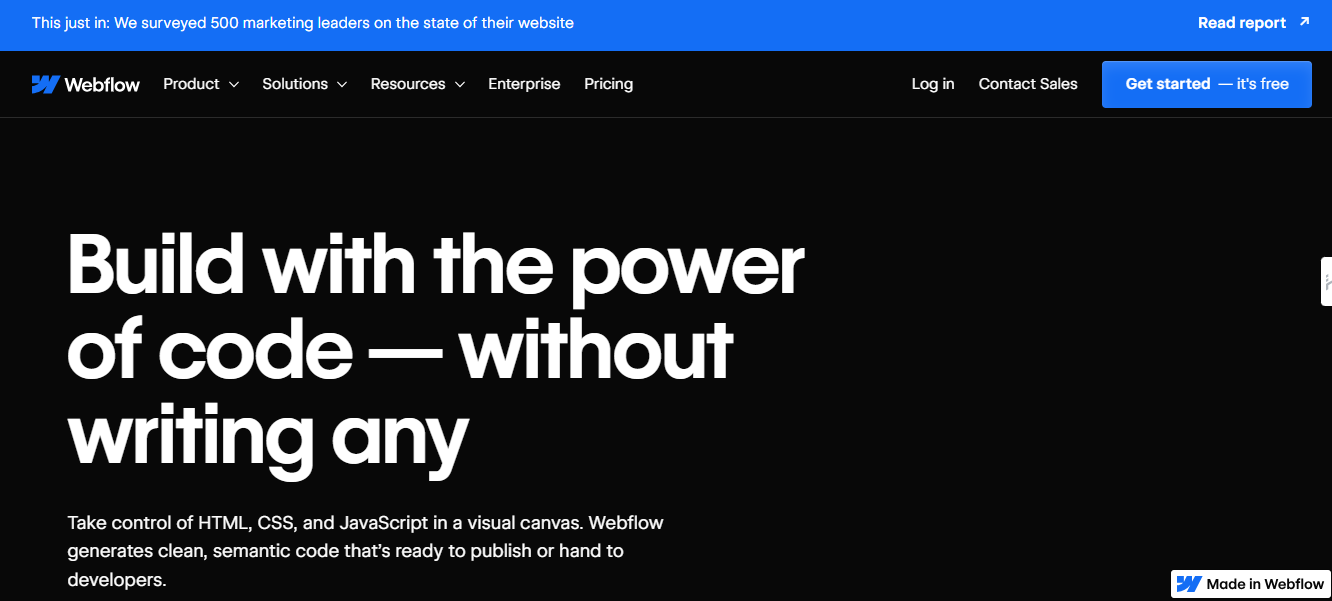 This just in: We surveyed 500 marketing leaders on the state of their website
Read report
Webflow Product Solutions Resources Enterprise Pricing
Log in Contact Sales Get started — it's free
Build with the power
of code — without
writing any
Take control of HTML, CSS, and JavaScript in a visual canvas. Webflow
generates clean, semantic code that’s ready to publish or hand to
developers.
Made in Webflow